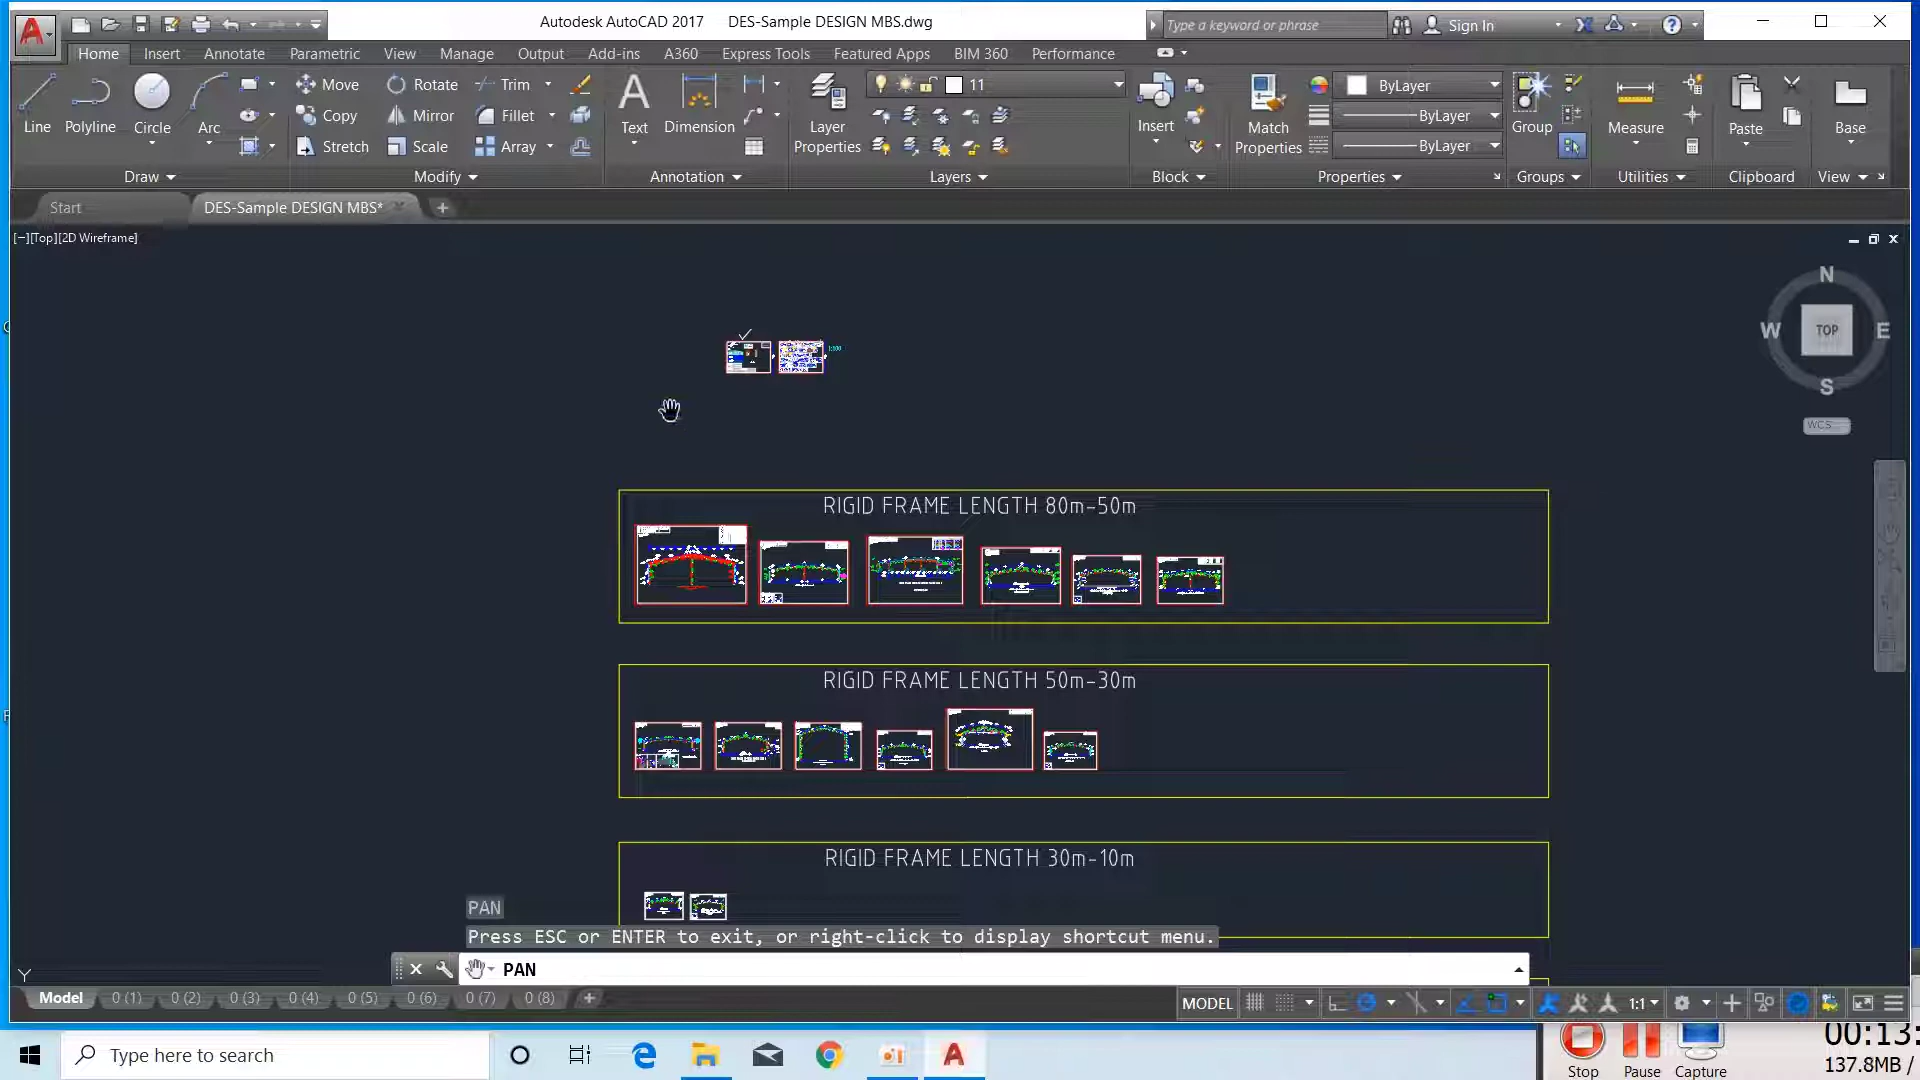 Autodesk AutoCAD 2017 DES-Sample DESIGN MBS.dwg
Type a keyword or phrase
Sign In
Home Insert Annotate Parametric View Manage Output Add-ins A360 Express Tools Featured Apps BIM 360 Performance
Move Rotate Trim 11 ByLayer
Line Polyline Circle Arc Copy Mirror Fillet Text Dimension Layer Insert Match ByLayer Group Measure Paste Base
Stretch Scale Array Properties Properties ByLayer
Draw Modify Annotation Layers Block Properties Groups Utilities Clipboard View
Start DES-Sample DESIGN MBS*
[−][Top][2D Wireframe]
N
W TOP E
S
WCS
1:100
RIGID FRAME LENGTH 80m-50m
RIGID FRAME LENGTH 50m-30m
RIGID FRAME LENGTH 30m-10m
PAN
Press ESC or ENTER to exit, or right-click to display shortcut menu.
PAN
Y
Model 0 (1) 0 (2) 0 (3) 0 (4) 0 (5) 0 (6) 0 (7) 0 (8)
MODEL 1:1
Type here to search
00:13:
137.8MB /
Stop Pause Capture